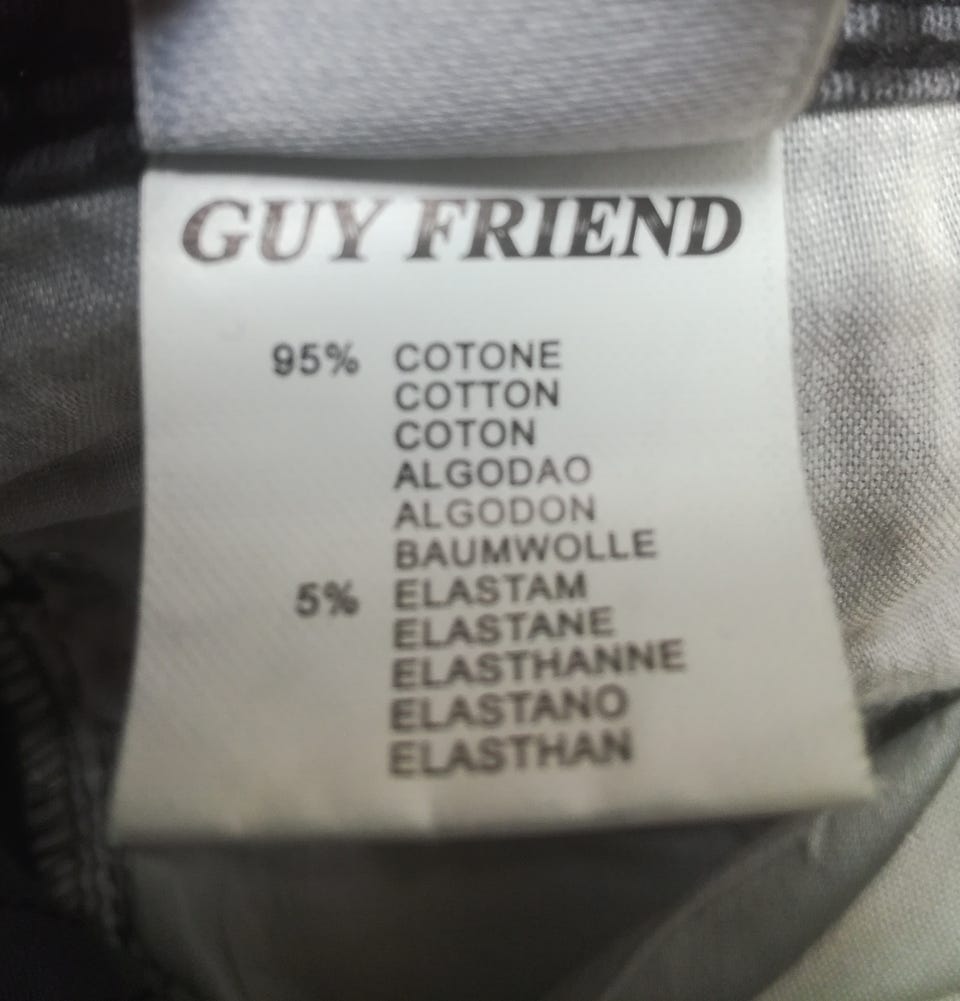 GUY FRIEND
95% COTONE
COTTON
COTON
ALGODAO
ALGODON
BAUMWOLLE
5% ELASTAM
ELASTANE
ELASTHANNE
ELASTANO
ELASTHAN